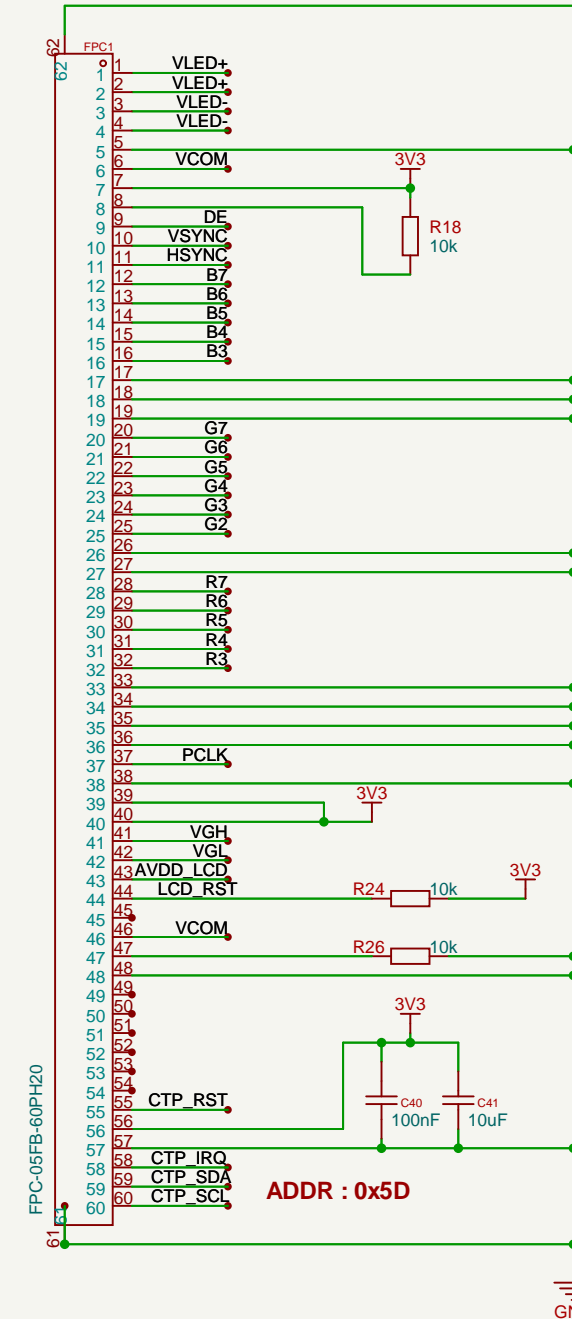 62
FPC1
62
1 1 VLED+
2 2 VLED+
3 3 VLED-
4 4 VLED-
5 5
6 6 VCOM
3V3
7 7
8 8
R18
10k
9 9 DE
10 10 VSYNC
11 11 HSYNC
12 12 B7
13 13 B6
14 14 B5
15 15 B4
16 16 B3
17 17
18 18
19 19
20 20 G7
21 21 G6
22 22 G5
23 23 G4
24 24 G3
25 25 G2
26 26
27 27
28 28 R7
29 29 R6
30 30 R5
31 31 R4
32 32 R3
33 33
34 34
35 35
36 36
37 37 PCLK
38 38
3V3
39 39
40 40
41 41 VGH
42 42 VGL
43 43 AVDD_LCD
3V3
44 44 LCD_RST R24 10k
45 45
46 46 VCOM
47 47 R26 10k
48 48
49 49
50 50
3V3
51 51
52 52
53 53
54 54
55 55 CTP_RST
C40
100nF
C41
10uF
56 56
57 57
58 58 CTP_IRQ
59 59 CTP_SDA
60 60 CTP_SCL
ADDR : 0x5D
FPC-05FB-60PH20
61
61